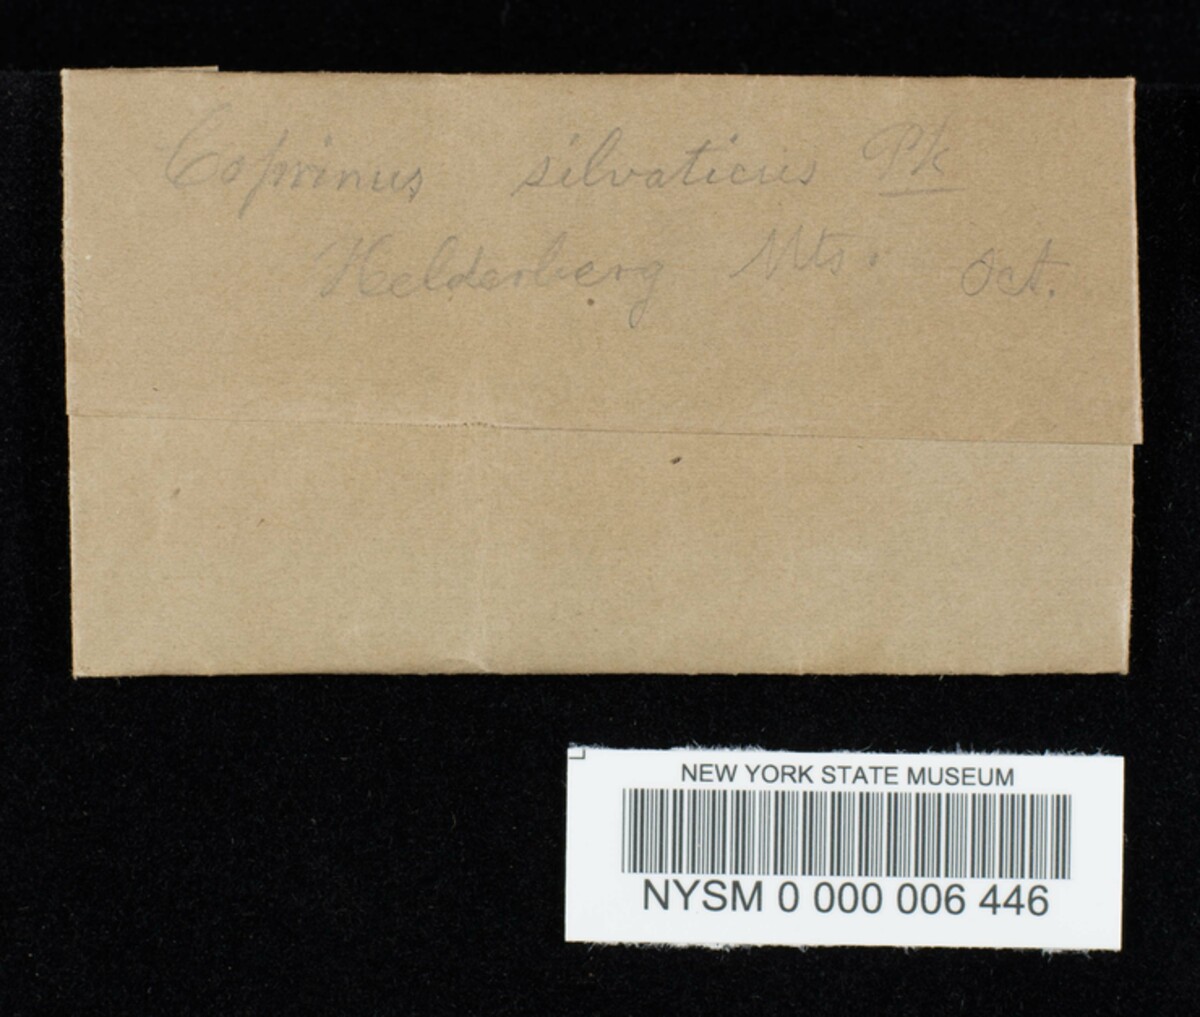 Coprinus silvaticus Pk
Helderberg Mts. Oct.
NEW YORK STATE MUSEUM
NYSM 0 000 006 446